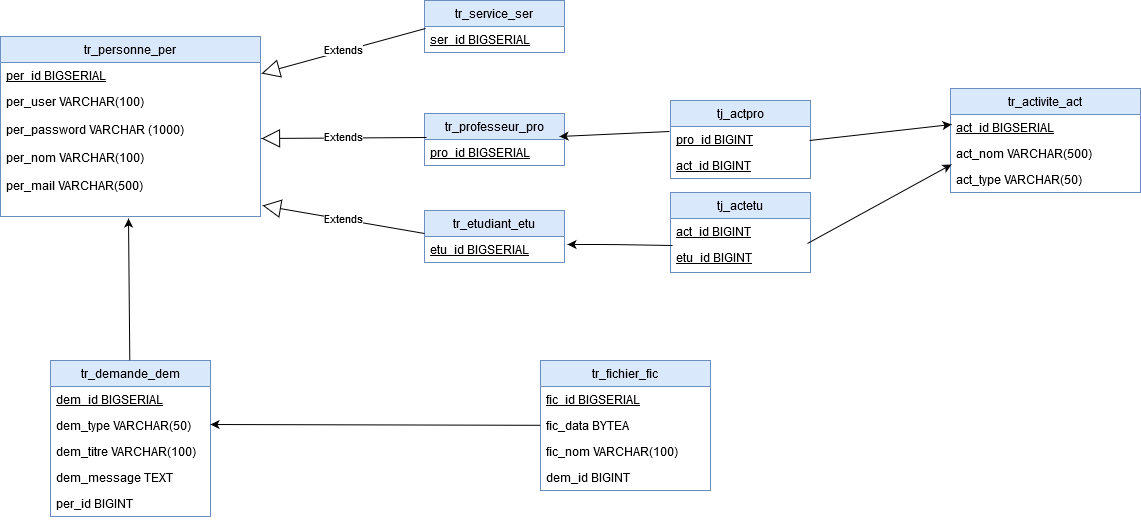 tr_service_ser
ser_id BIGSERIAL
tr_personne_per
per_id BIGSERIAL
per_user VARCHAR(100)
per_password VARCHAR (1000)
per_nom VARCHAR(100)
per_mail VARCHAR(500)
Extends
Extends
Extends
tr_professeur_pro
pro_id BIGSERIAL
tr_etudiant_etu
etu_id BIGSERIAL
tj_actpro
pro_id BIGINT
act_id BIGINT
tj_actetu
act_id BIGINT
etu_id BIGINT
tr_activite_act
act_id BIGSERIAL
act_nom VARCHAR(500)
act_type VARCHAR(50)
tr_demande_dem
dem_id BIGSERIAL
dem_type VARCHAR(50)
dem_titre VARCHAR(100)
dem_message TEXT
per_id BIGINT
tr_fichier_fic
fic_id BIGSERIAL
fic_data BYTEA
fic_nom VARCHAR(100)
dem_id BIGINT